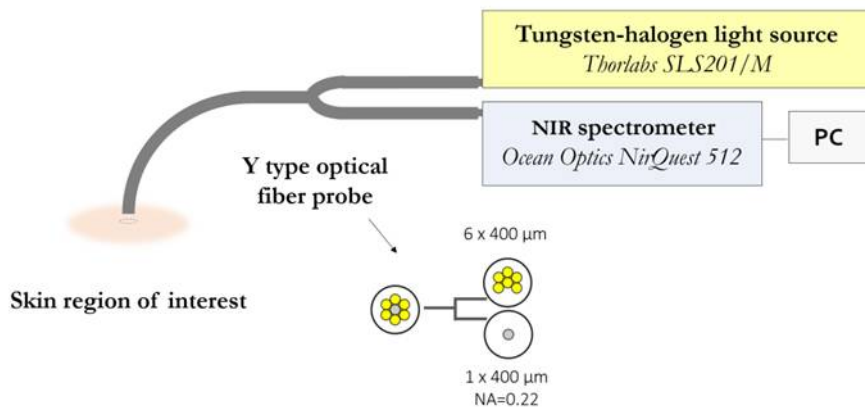 Tungsten-halogen light source
Thorlabs SLS201/M
NIR spectrometer
Ocean Optics NirQuest 512
PC
Y type optical
fiber probe
6 x 400 µm
Skin region of interest
1 x 400 µm
NA=0.22